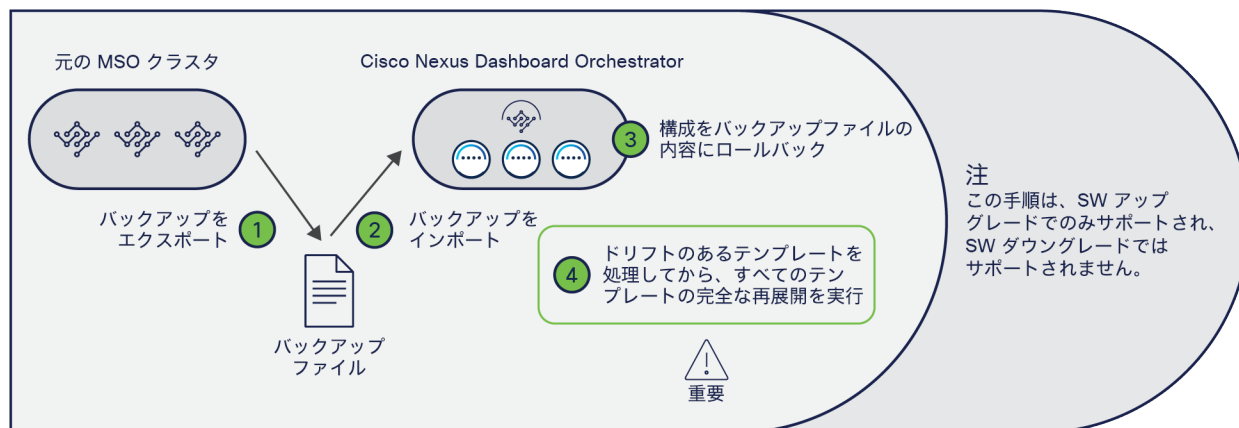 元の MSO クラスタ
Cisco Nexus Dashboard Orchestrator
3
構成をバックアップファイルの
内容にロールバック
バックアップを
エクスポート
1
2
バックアップを
インポート
バックアップ
ファイル
4
ドリフトのあるテンプレートを
処理してから、すべてのテン
プレートの完全な再展開を実行
重要
注
この手順は、SW アップ
グレードでのみサポートされ、
SW ダウングレードでは
サポートされません。